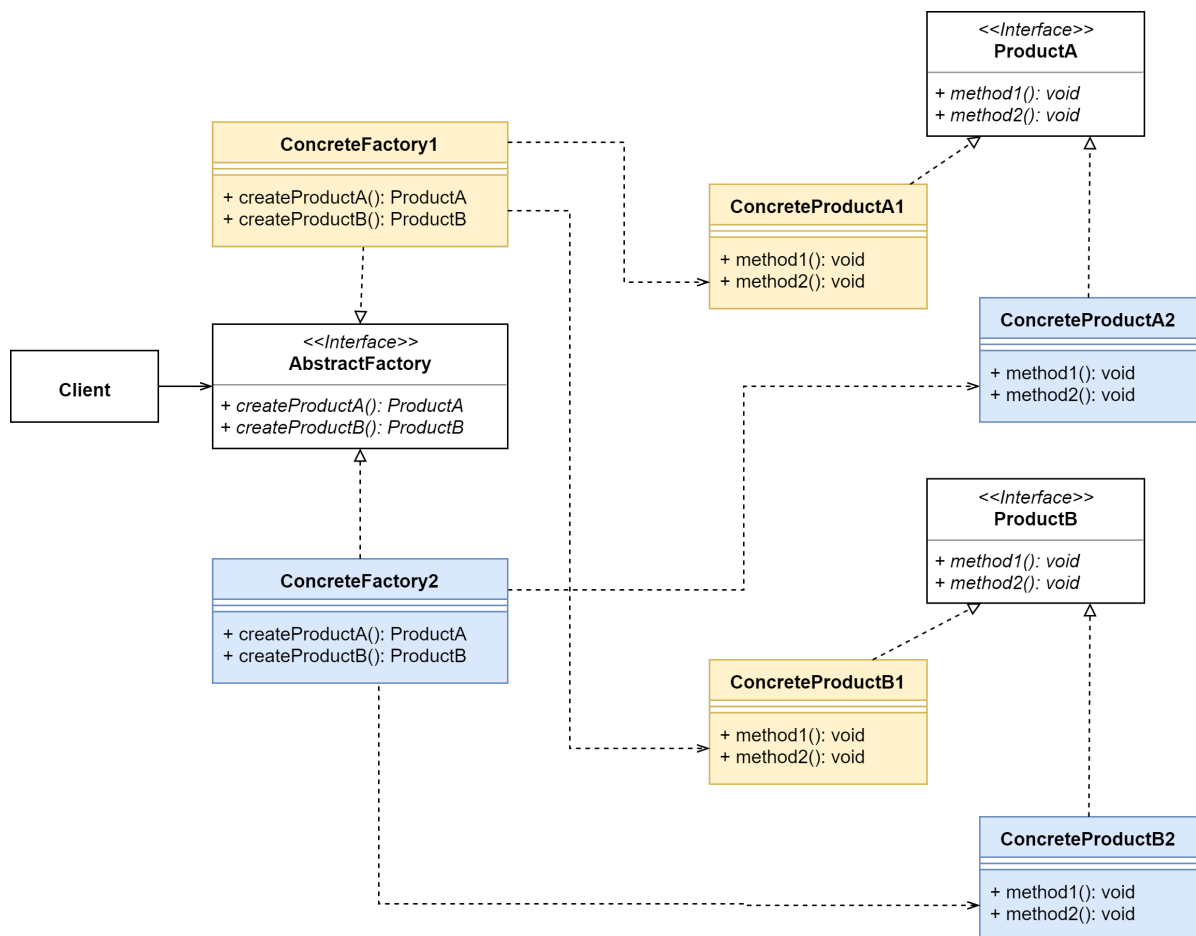 <<Interface>>
ProductA
+ method1(): void
+ method2(): void
ConcreteFactory1
+ createProductA(): ProductA
+ createProductB(): ProductB
ConcreteProductA1
+ method1(): void
+ method2(): void
ConcreteProductA2
+ method1(): void
+ method2(): void
<<Interface>>
AbstractFactory
+ createProductA(): ProductA
+ createProductB(): ProductB
Client
<<Interface>>
ProductB
+ method1(): void
+ method2(): void
ConcreteFactory2
+ createProductA(): ProductA
+ createProductB(): ProductB
ConcreteProductB1
+ method1(): void
+ method2(): void
ConcreteProductB2
+ method1(): void
+ method2(): void